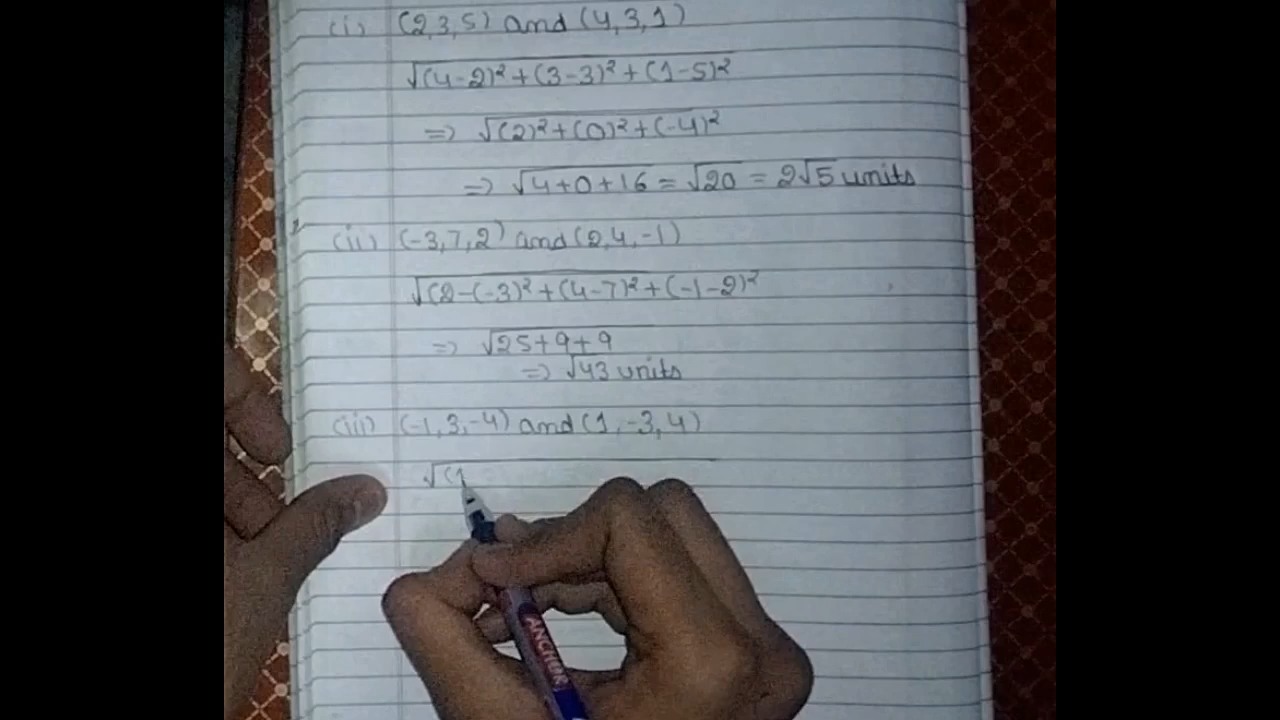 (i) (2,3,5) and (4,3,1)
√(4-2)²+(3-3)²+(1-5)²
=> √(2)²+(0)²+(-4)²
=> √4+0+16 = √20 = 2√5 units
(ii) (-3,7,2) and (2,4,-1)
√(2-(-3)²+(4-7)²+(-1-2)²
=> √25+9+9
=> √43 units
(iii) (-1,3,-4) and (1,-3,4)
√(1
ANCHOR